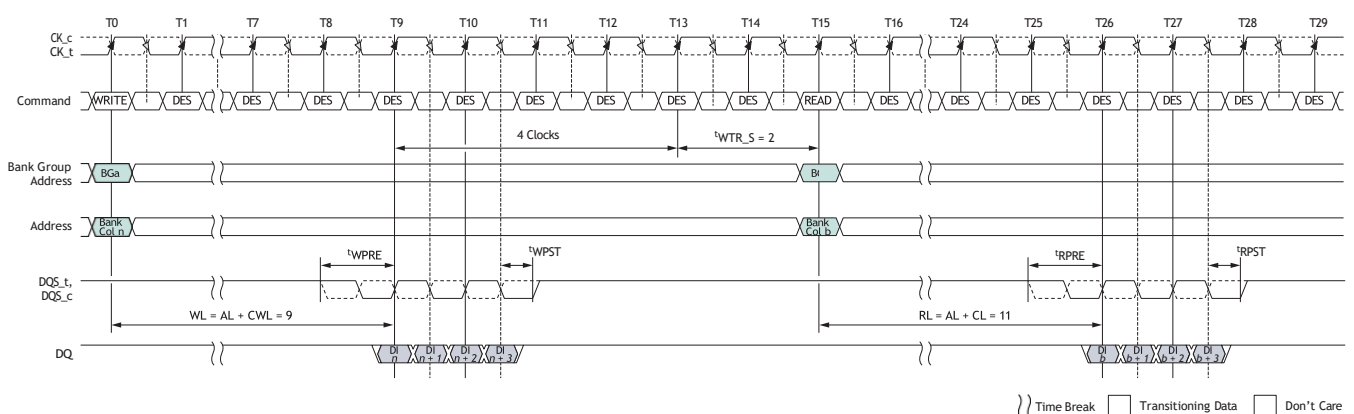 T0 T1 T7 T8 T9 T10 T11 T12 T13 T14 T15 T16 T24 T25 T26 T27 T28 T29
CK_c
CK_t
Command WRITE DES DES DES DES DES DES DES DES DES READ DES DES DES DES DES DES DES
4 Clocks tWTR_S = 2
Bank Group
Address
BGa
Address
Bank
Col n
Bank
Col b
tWPRE tWPST tRPRE tRPST
DQS_t,
DQS_c
WL = AL + CWL = 9 RL = AL + CL = 11
DQ
DI
n
DI
n + 1
DI
n + 2
DI
n + 3
DI
b
DI
b + 1
DI
b + 2
DI
b + 3
Time Break Transitioning Data Don't Care